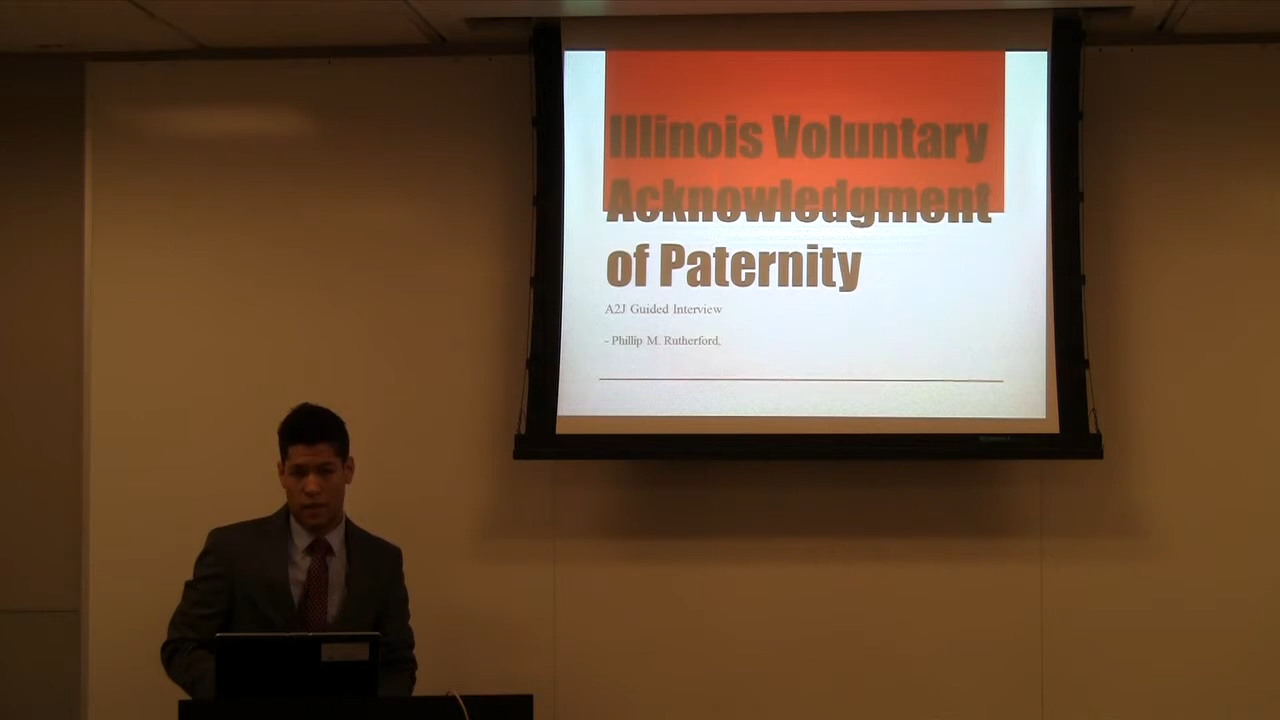 Illinois Voluntary
Acknowledgment
of Paternity
A2J Guided Interview
- Phillip M. Rutherford.